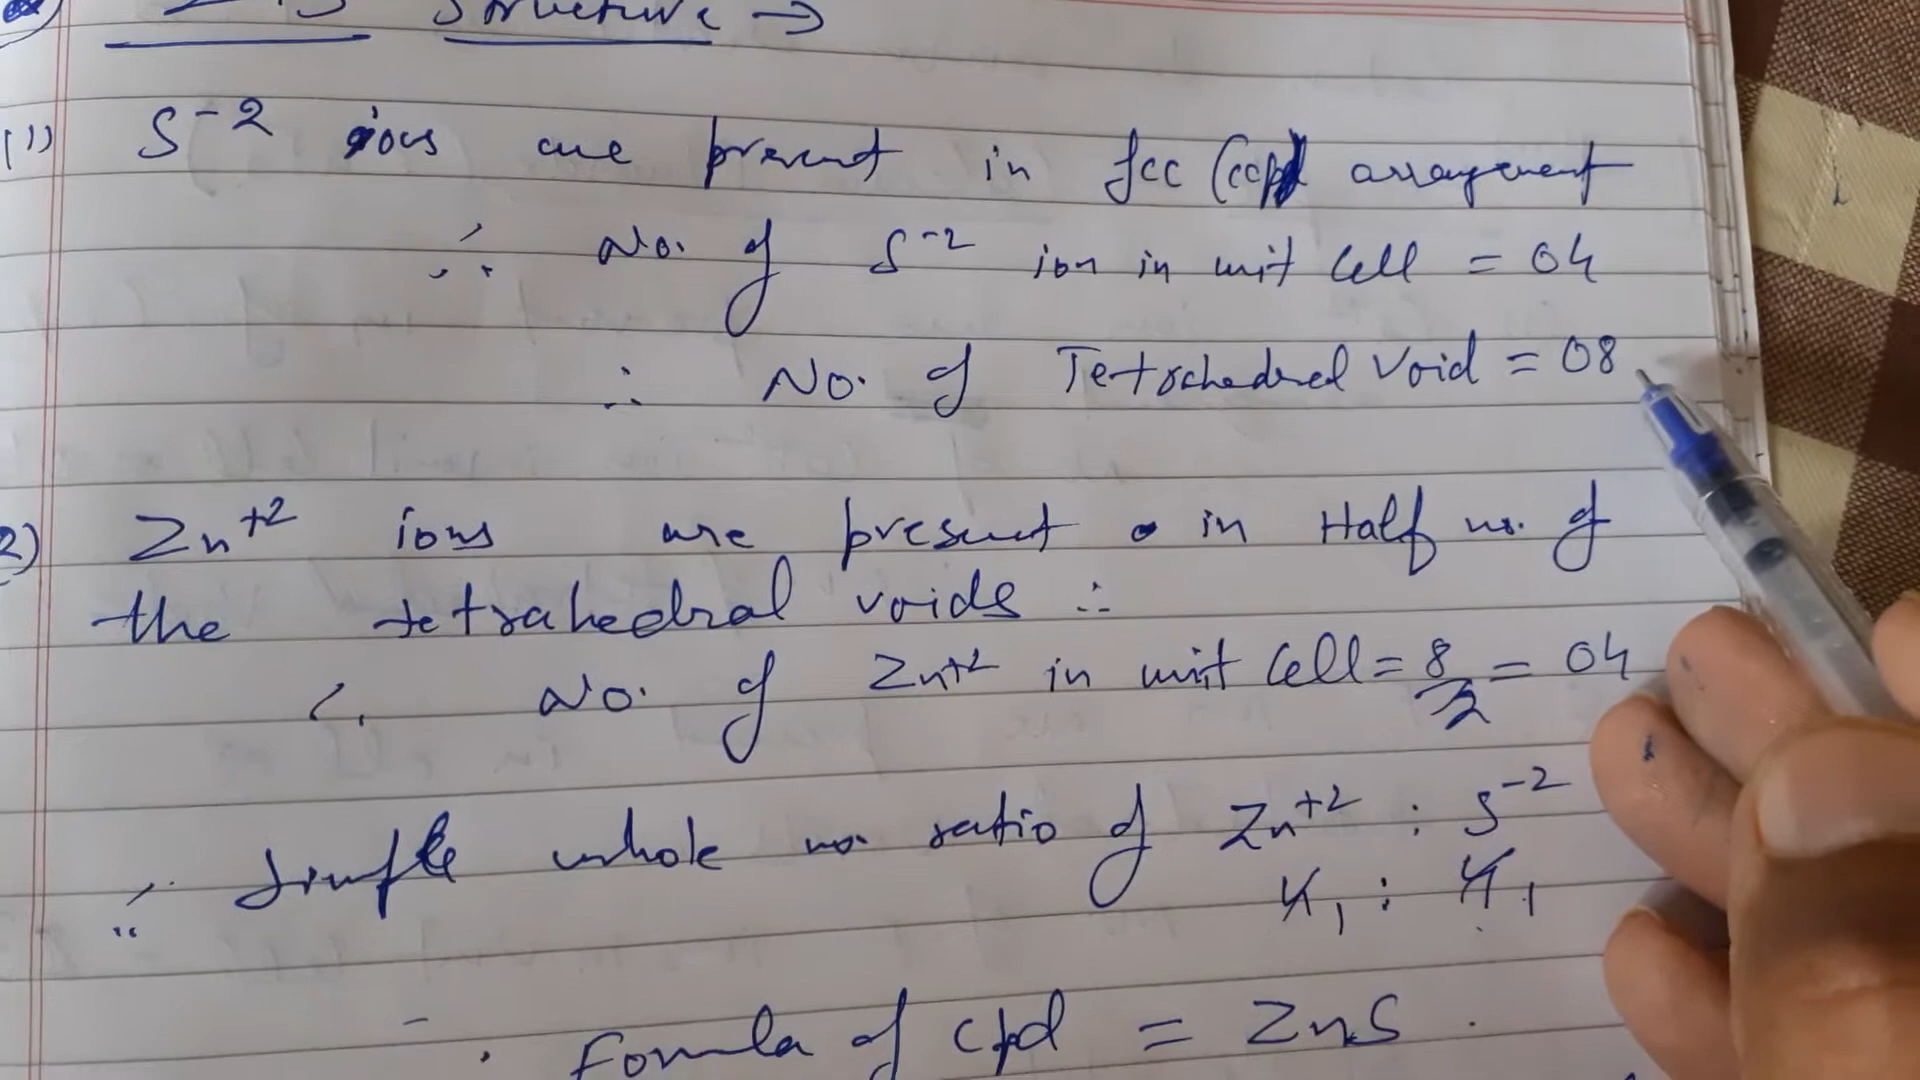 Structure →
(1) S⁻² ions are present in fcc (ccp) arrangement
∴ No. of S⁻² ion in unit cell = 04
∴ No. of Tetrahedral void = 08
2) Zn⁺² ions are present in Half no. of
the tetrahedral voids ∴
∴ No. of Zn⁺² in unit cell = 8/2 = 04
∴ simple whole no. ratio of Zn⁺² : S⁻²
4 1 : 4 1
∴ Formula of cpd = ZnS.